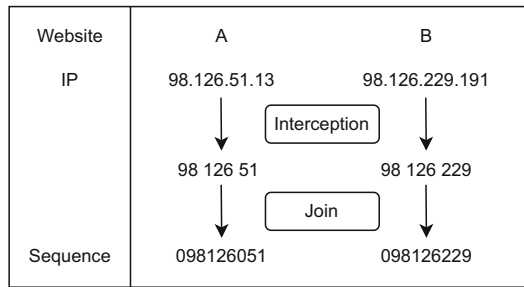 Website A B
IP 98.126.51.13 98.126.229.191
Interception
98 126 51 98 126 229
Join
Sequence 098126051 098126229